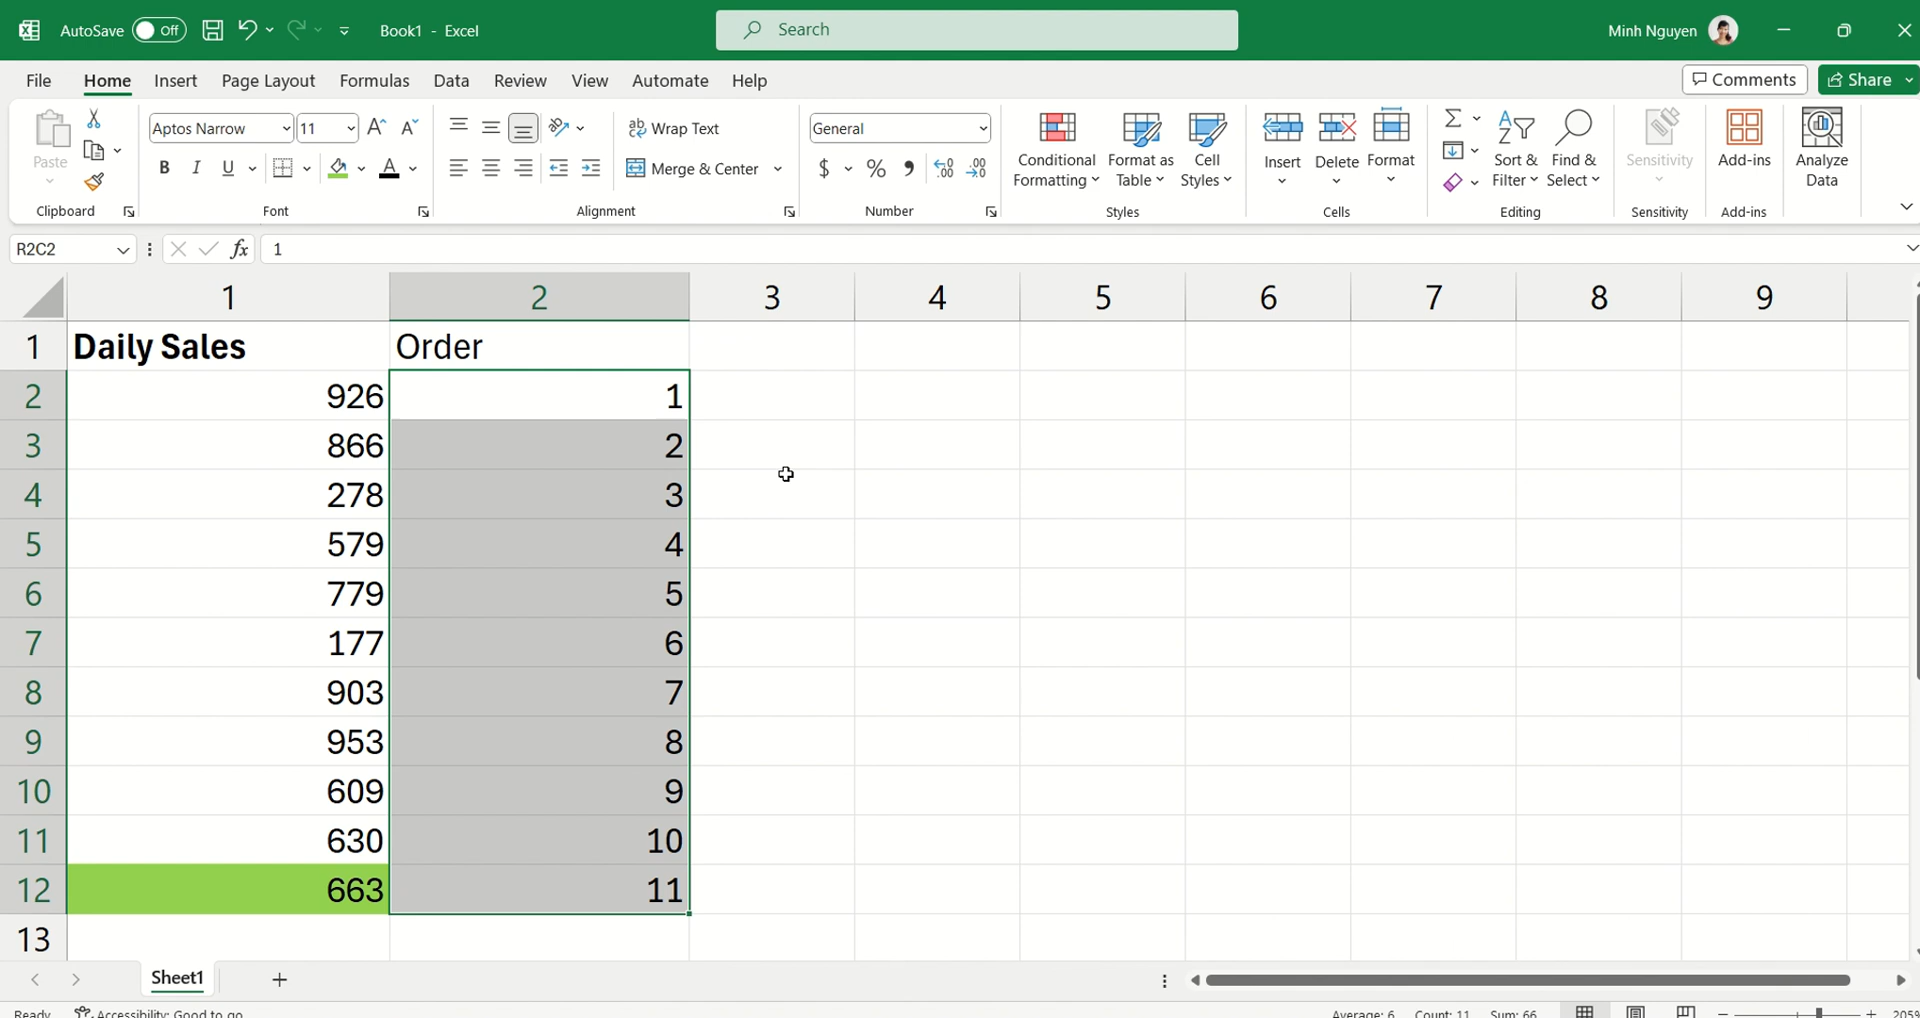 AutoSave Off Book1 - Excel Search Minh Nguyen
File Home Insert Page Layout Formulas Data Review View Automate Help Comments Share
Paste
Clipboard
Aptos Narrow 11
B I U A
Font
Wrap Text
Merge & Center
Alignment
General
$ % 9 .00
Number
Conditional Formatting
Format as Table
Cell Styles
Styles
Insert Delete Format
Cells
Sort & Filter
Find & Select
Editing
Sensitivity
Sensitivity
Add-ins
Add-ins
Analyze Data
R2C2 fx 1
1 2 3 4 5 6 7 8 9
1 Daily Sales Order
2 926 1
3 866 2
4 278 3
5 579 4
6 779 5
7 177 6
8 903 7
9 953 8
10 609 9
11 630 10
12 663 11
13
Sheet1
Ready Accessibility: Good to go Average: 6 Count: 11 Sum: 66 205%